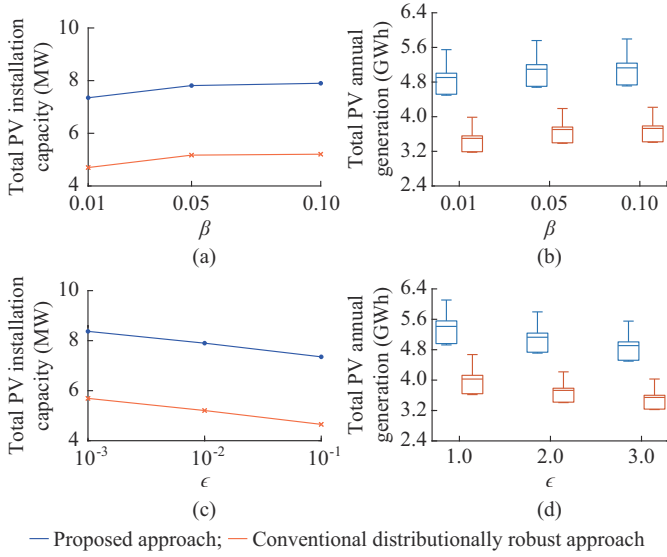 Total PV installation capacity (MW)
10
8
6
4
0.01 0.05 0.10
β
(a)
Total PV annual generation (GWh)
6.4
5.6
4.8
4.0
3.2
2.4
0.01 0.05 0.10
β
(b)
Total PV installation capacity (MW)
10
8
6
4
10⁻³ 10⁻² 10⁻¹
ϵ
(c)
Total PV annual generation (GWh)
6.4
5.6
4.8
4.0
3.2
2.4
1.0 2.0 3.0
ϵ
(d)
Proposed approach; Conventional distributionally robust approach